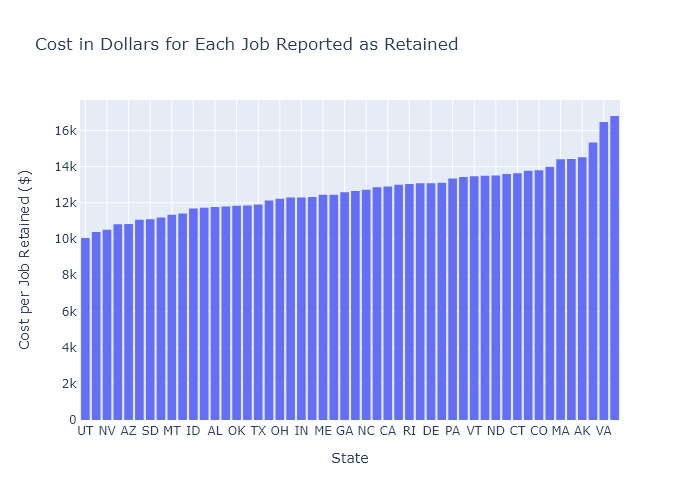 Cost in Dollars for Each Job Reported as Retained
16k
14k
12k
10k
8k
6k
4k
2k
0
Cost per Job Retained ($)
UT NV AZ SD MT ID AL OK TX OH IN ME GA NC CA RI DE PA VT ND CT CO MA AK VA
State